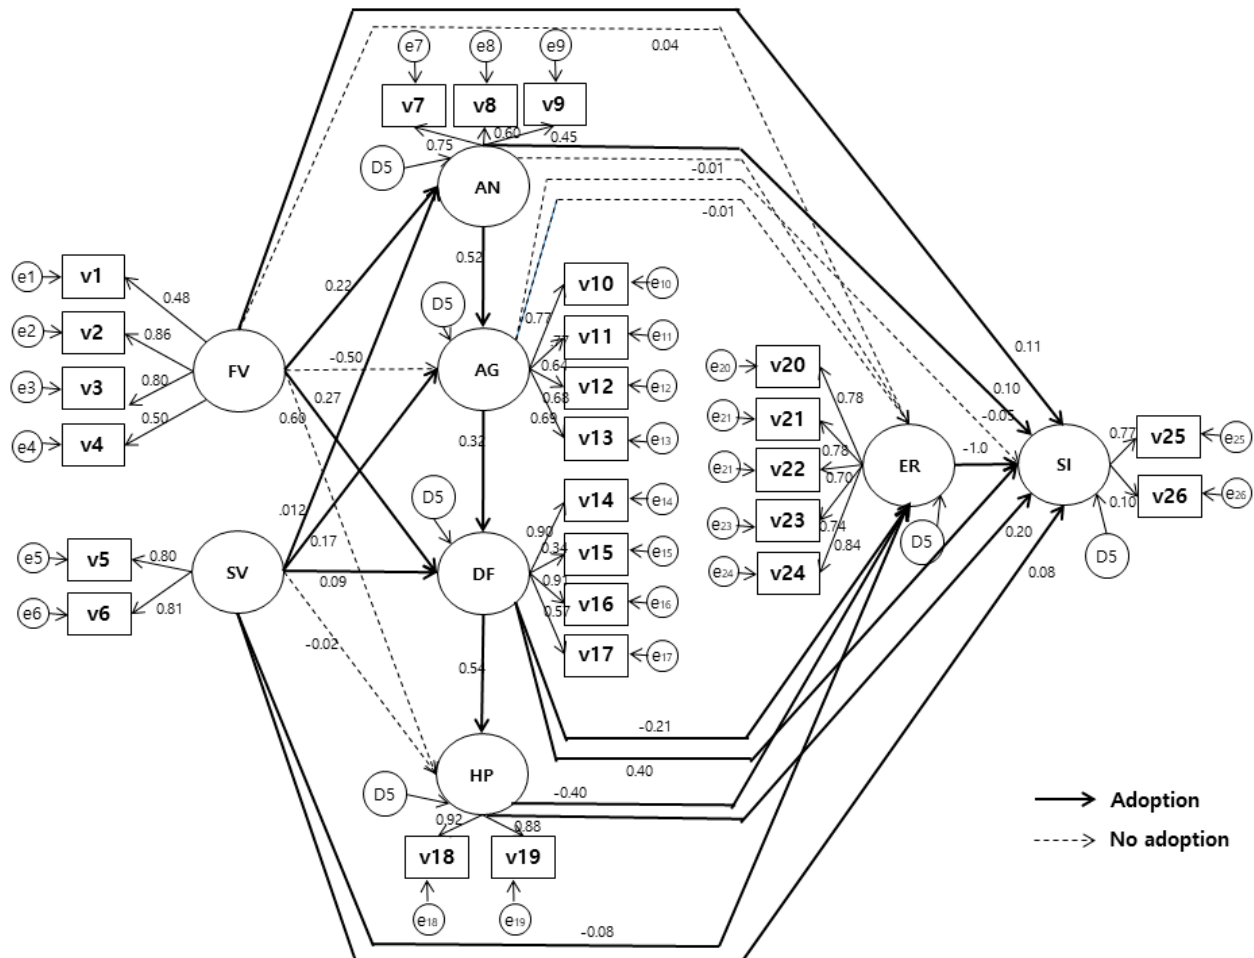 0.04
e7 e8 e9
v7 v8 v9
0.75 0.60 0.45
D5
AN
-0.01
-0.01
0.52
e1 v1
0.48
e2 v2
0.86
e3 v3
0.80
e4 v4
0.50
FV
0.22
-0.50
0.27
0.60
D5
AG
0.77
0.64
0.68
0.69
v10 e10
v11 e11
v12 e12
v13 e13
0.32
e20 v20
e21 v21
e21 v22
e23 v23
e24 v24
0.78
0.78
0.70
0.74
0.84
ER
D5
0.11
0.10
-0.05
-1.0
SI
0.77
v25 e25
0.10
v26 e26
D5
0.20
0.08
e5 v5
0.80
e6 v6
0.81
SV
.012
0.17
0.09
-0.02
D5
DF
0.90
0.34
0.91
0.57
v14 e14
v15 e15
v16 e16
v17 e17
0.54
-0.21
0.40
-0.40
HP
D5
0.92 0.88
v18 v19
e18 e19
-0.08
Adoption
No adoption